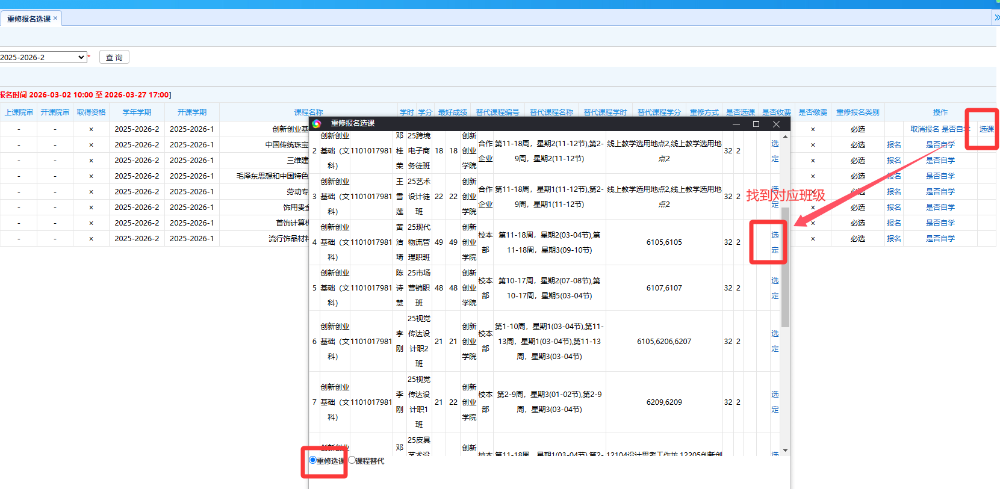 重修报名选课 ×
2025-2026-2 * 查 询
报名时间 2026-03-02 10:00 至 2026-03-27 17:00]
上课院审 开课院审 取得资格 学年学期 开课学期 课程名称 学时 学分 最好成绩 替代课程编号 替代课程名称 替代课程学时 替代课程学分 重修方式 是否选课 是否收费 是否缴费 重修报名类别 操作
- - × 2025-2026-2 2025-2026-1 创新创业基 × 必选 取消报名 是否自学 选课
- - × 2025-2026-2 2025-2026-1 中国传统珠宝 × 必选 报名 是否自学
- - × 2025-2026-2 2025-2026-1 三维建 × 必选 报名 是否自学
- - × 2025-2026-2 2025-2026-1 毛泽东思想和中国特色 × 必选 报名 是否自学
- - × 2025-2026-2 2025-2026-1 劳动专 × 必选 报名 是否自学
- - × 2025-2026-2 2025-2026-1 饰用贵金 × 必选 报名 是否自学
- - × 2025-2026-2 2025-2026-1 首饰计算机 × 必选 报名 是否自学
- - × 2025-2026-2 2025-2026-1 流行饰品材料 × 必选 报名 是否自学
重修报名选课
2 创新创业基础（文科） 1101017981 邓桂荣 25跨境电子商务徒班 18 18 创新创业学院 合作企业 第11-18周，星期2(11-12节),第2-9周，星期2(11-12节) 线上教学选用地点2,线上教学选用地点2 32 2 选定
3 创新创业基础（文科） 1101017981 王雪莲 25艺术设计徒班 22 22 创新创业学院 合作企业 第11-18周，星期1(11-12节),第2-9周，星期1(11-12节) 线上教学选用地点2,线上教学选用地点2 32 2 选定
找到对应班级
4 创新创业基础（文科） 1101017981 黄洁琦 25现代物流管理职班 49 49 创新创业学院 校本部 第11-18周，星期2(03-04节),第11-18周，星期3(09-10节) 6105,6105 32 2 选定
5 创新创业基础（文科） 1101017981 陈诗慧 25市场营销职班 48 48 创新创业学院 校本部 第10-17周，星期2(07-08节),第10-17周，星期5(03-04节) 6107,6107 32 2 选定
6 创新创业基础（文科） 1101017981 李刚 25视觉传达设计职2班 21 21 创新创业学院 校本部 第1-10周，星期1(03-04节),第11-13周，星期1(03-04节),第11-13周，星期3(03-04节) 6105,6206,6207 32 2 选定
7 创新创业基础（文科） 1101017981 李刚 25视觉传达设计职1班 21 22 创新创业学院 校本部 第2-9周，星期3(01-02节),第2-9周，星期3(03-04节) 6209,6209 32 2 选定
创新创业 邓 25皮具艺术设 创新 校本 第11-18周，星期1(03-04节),第2- 12104设计思考工作坊,12205创新创 选
重修选课 课程替代